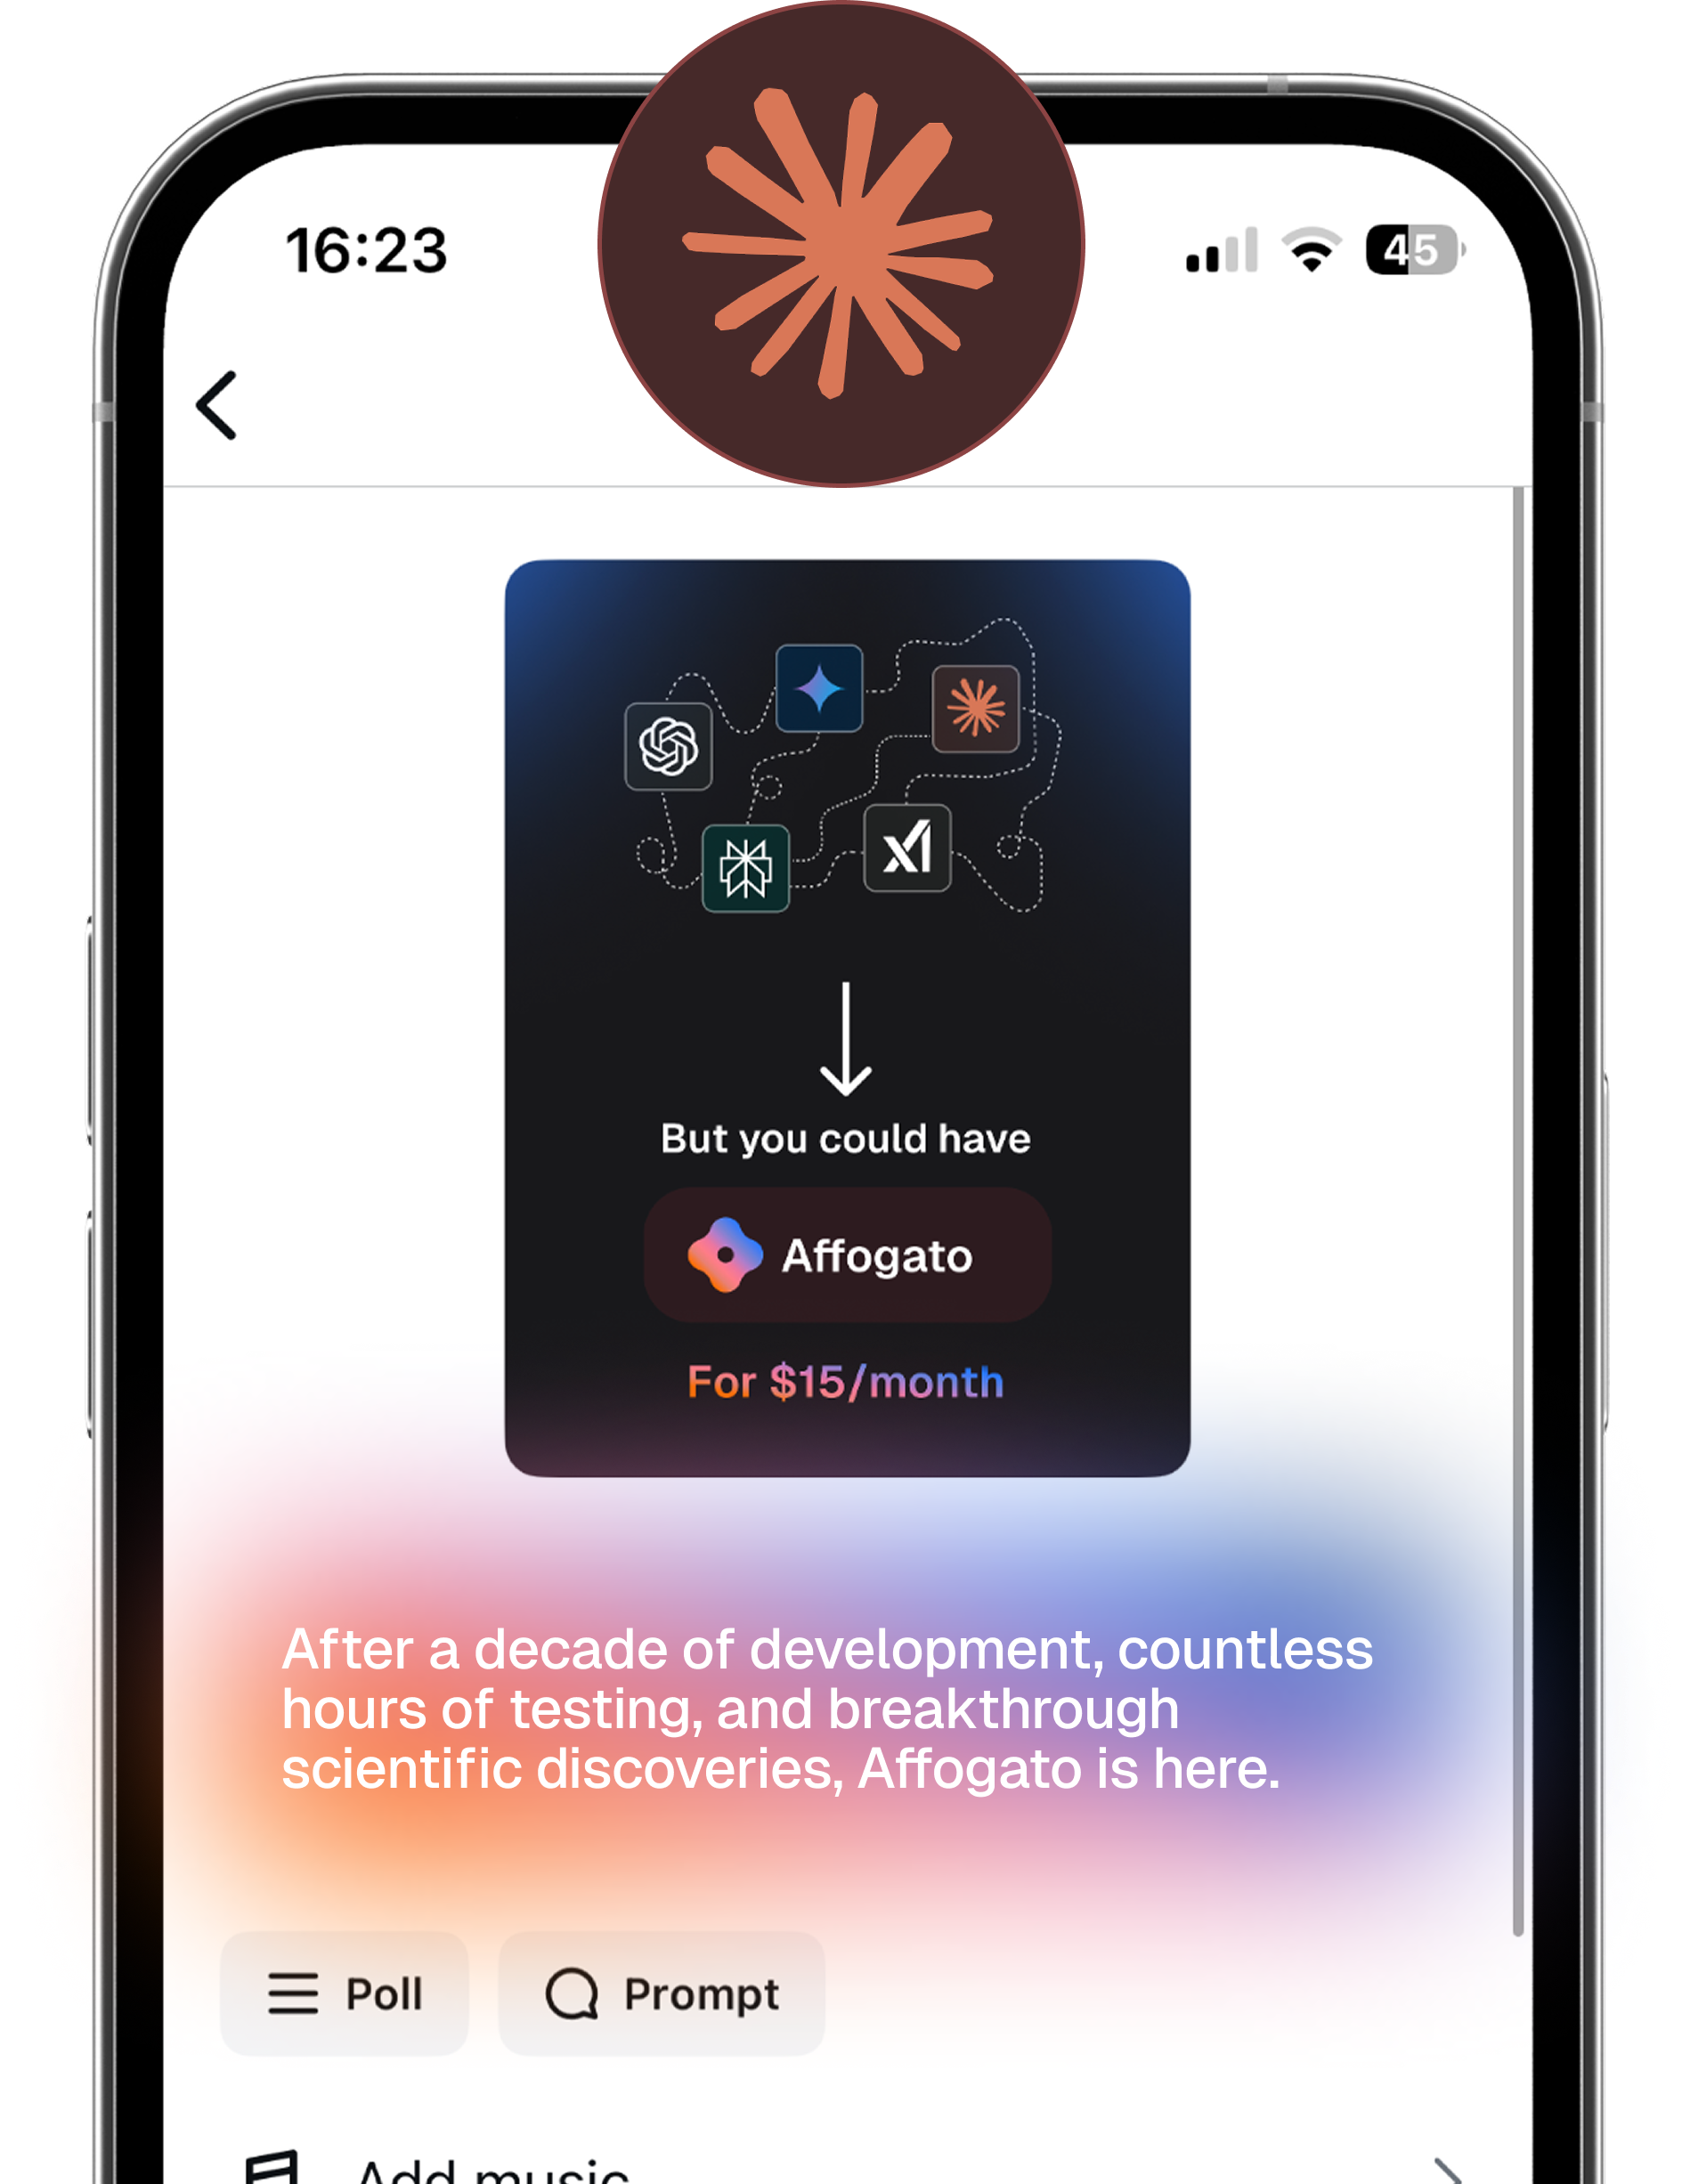 16:23
45
But you could have
Affogato
For $15/month
After a decade of development, countless
hours of testing, and breakthrough
scientific discoveries, Affogato is here.
Poll
Prompt
Add music